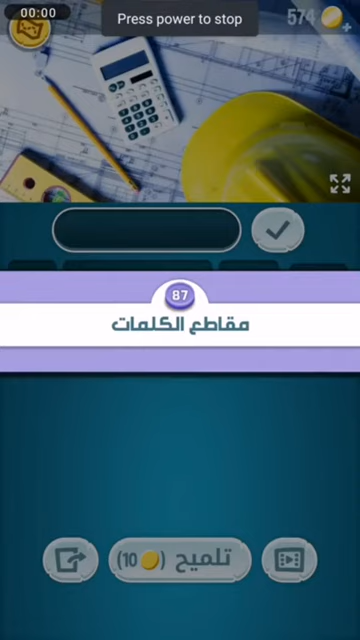 00:00
Press power to stop
574
87
مقاطع الكلمات
تلميح (10)